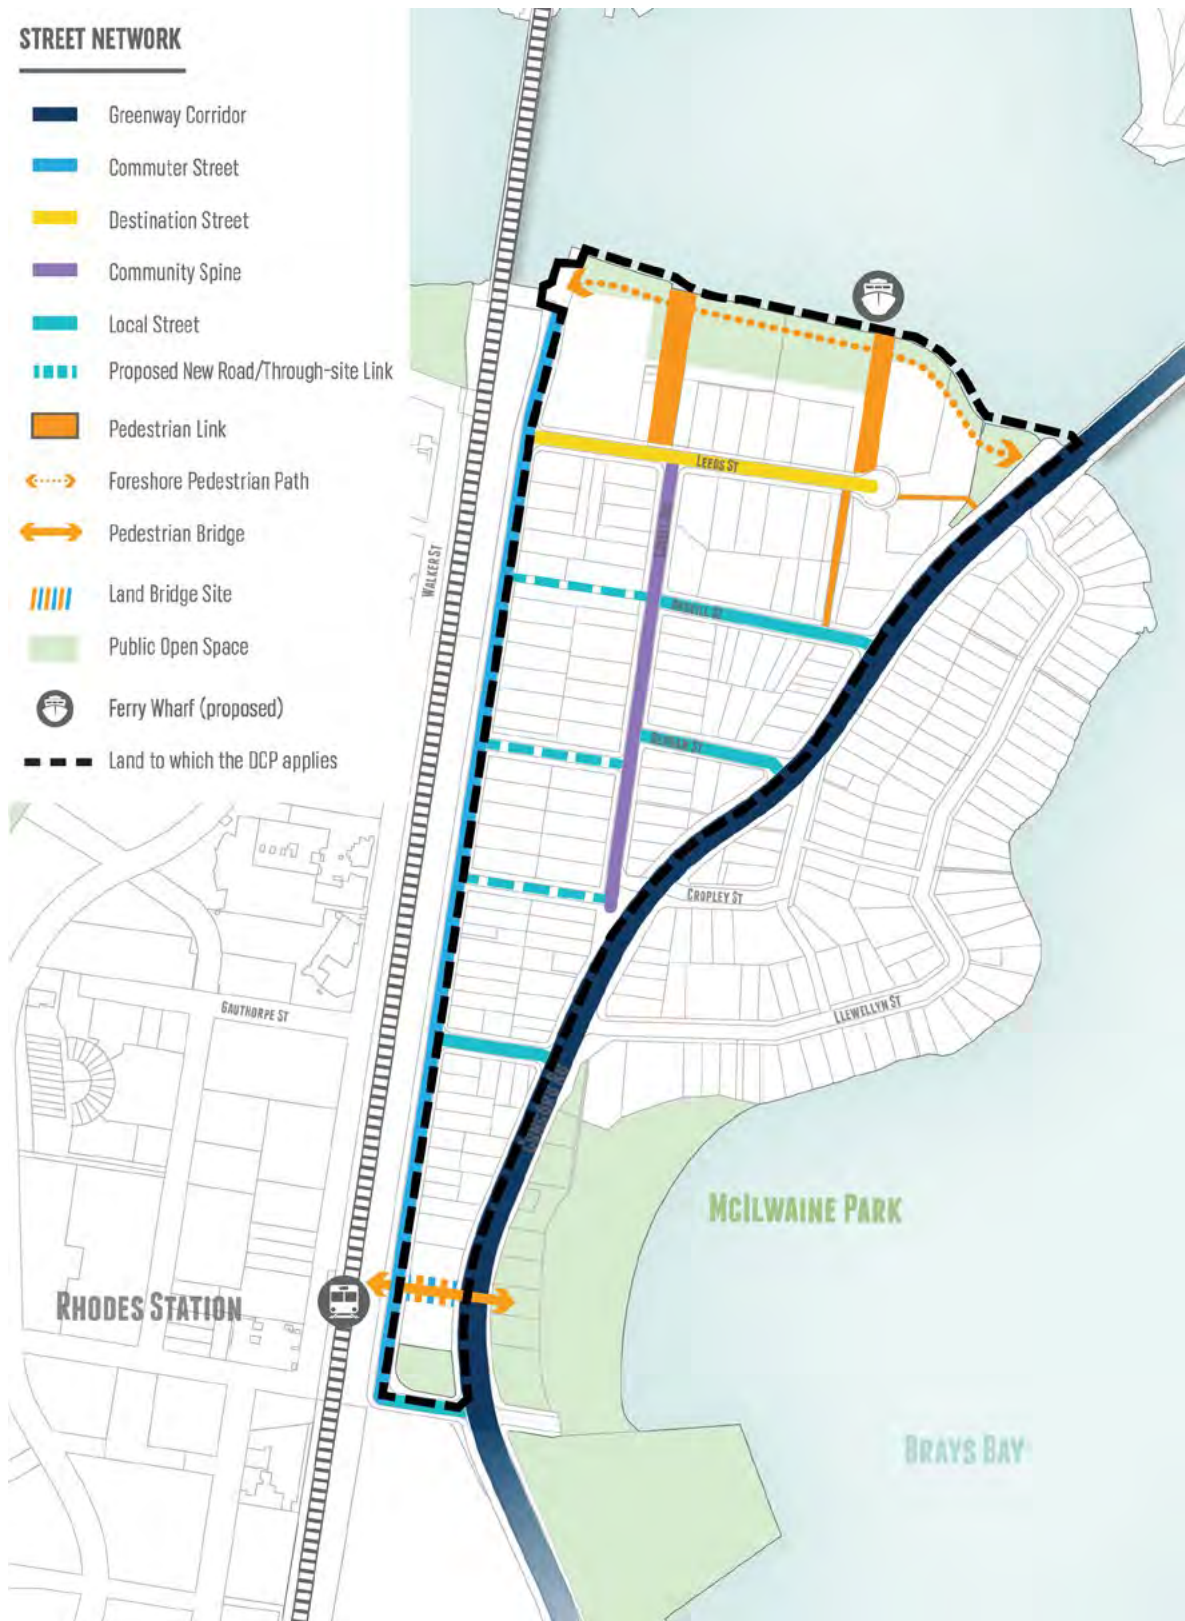 STREET NETWORK
Greenway Corridor
Commuter Street
Destination Street
Community Spine
Local Street
Proposed New Road/Through-site Link
Pedestrian Link
Foreshore Pedestrian Path
Pedestrian Bridge
Land Bridge Site
Public Open Space
Ferry Wharf (proposed)
Land to which the DCP applies
LEEDS ST
WALKER ST
CROPLEY ST
LLEWELLYN ST
GAUTHORPE ST
CONCORD RD
MCILWAINE PARK
RHODES STATION
BRAYS BAY